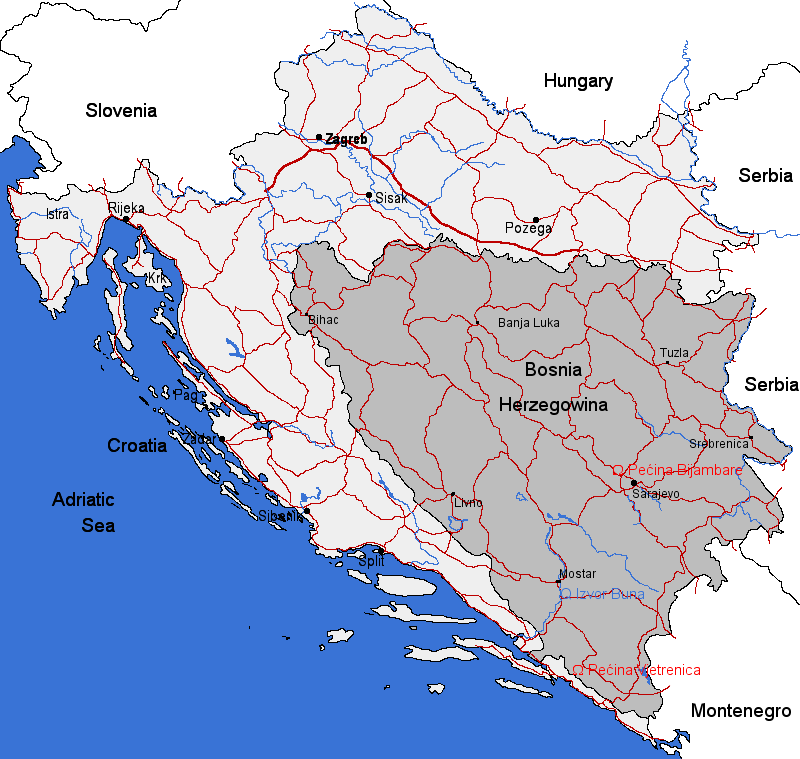 Hungary
Slovenia
Zagreb
Serbia
Sisak
Rijeka
Istra
Pozega
Krk
Bihac
Banja Luka
Tuzla
Bosnia
Serbia
Pag
Herzegowina
Zadar
Croatia
Srebrenica
Ω Pećina Bijambare
Sarajevo
Adriatic
Sea
Livno
Sibenik
Split
Mostar
Ω Izvor Buna
Ω Pećina Vjetrenica
Montenegro